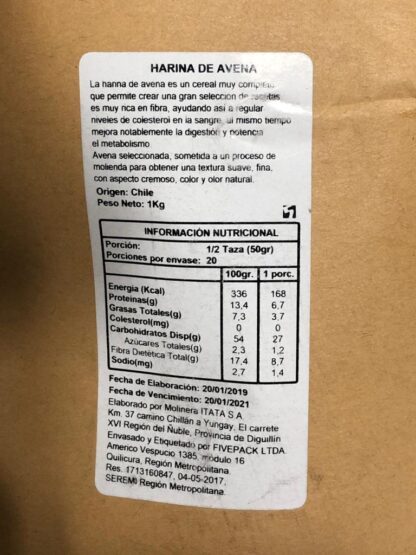 HARINA DE AVENA
La harina de avena es un cereal muy completo
que permite crear una gran selección de recetas
es muy rica en fibra, ayudando así a regular
niveles de colesterol en la sangre, al mismo tiempo
mejora notablemente la digestión y potencia
el metabolismo
Avena seleccionada, sometida a un proceso de
molienda para obtener una textura suave, fina,
con aspecto cremoso, color y olor natural.
Origen: Chile
Peso Neto: 1Kg
INFORMACIÓN NUTRICIONAL
Porción: 1/2 Taza (50gr)
Porciones por envase: 20
100gr. 1 porc.
Energia (Kcal) 336 168
Proteinas(g) 13,4 6,7
Grasas Totales(g) 7,3 3,7
Colesterol(mg) 0 0
Carbohidratos Disp(g) 54 27
Azúcares Totales(g) 2,3 1,2
Fibra Dietética Total(g) 17,4 8,7
Sodio(mg) 2,7 1,4
Fecha de Elaboración: 20/01/2019
Fecha de Vencimiento: 20/01/2021
Elaborado por Molinera ITATA S.A.
Km. 37 camino Chillán a Yungay, El carrete
XVI Región del Ñuble, Provincia de Diguillin
Envasado y Etiquetado por FIVEPACK LTDA
Americo Vespucio 1385, módulo 16
Quilicura, Región Metropolitana.
Res. 1713160847, 04-05-2017,
SEREMI Región Metropolitana.